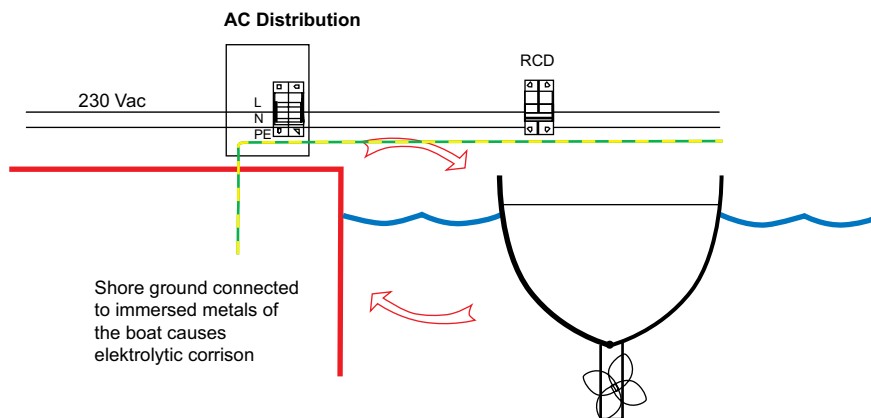 AC Distribution
RCD
230 Vac
L
N
PE
Shore ground connected
to immersed metals of
the boat causes
elektrolytic corrison